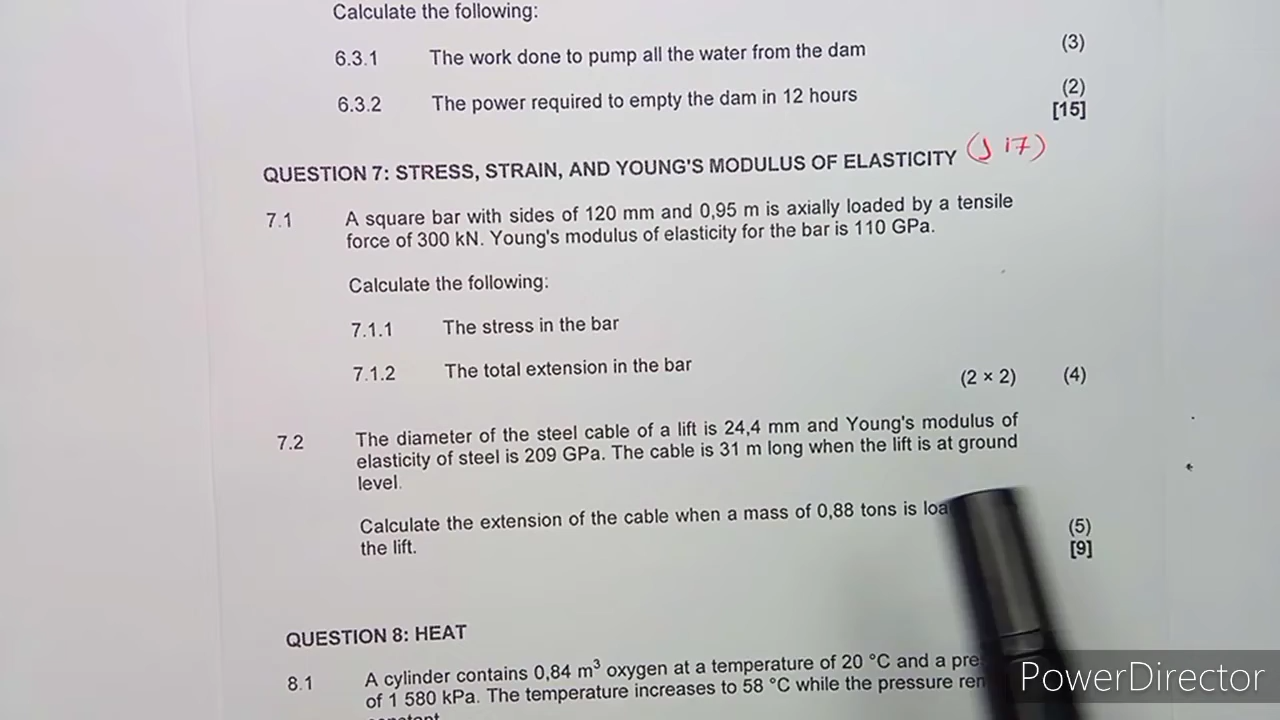 Calculate the following:
6.3.1 The work done to pump all the water from the dam (3)
6.3.2 The power required to empty the dam in 12 hours (2)
[15]
QUESTION 7: STRESS, STRAIN, AND YOUNG'S MODULUS OF ELASTICITY (J 17)
7.1 A square bar with sides of 120 mm and 0,95 m is axially loaded by a tensile
force of 300 kN. Young's modulus of elasticity for the bar is 110 GPa.
Calculate the following:
7.1.1 The stress in the bar
7.1.2 The total extension in the bar (2 × 2) (4)
7.2 The diameter of the steel cable of a lift is 24,4 mm and Young's modulus of
elasticity of steel is 209 GPa. The cable is 31 m long when the lift is at ground
level.
Calculate the extension of the cable when a mass of 0,88 tons is
the lift. (5)
[9]
QUESTION 8: HEAT
8.1 A cylinder contains 0,84 m³ oxygen at a temperature of 20 °C and a
of 1 580 kPa. The temperature increases to 58 °C while the pressure
PowerDirector